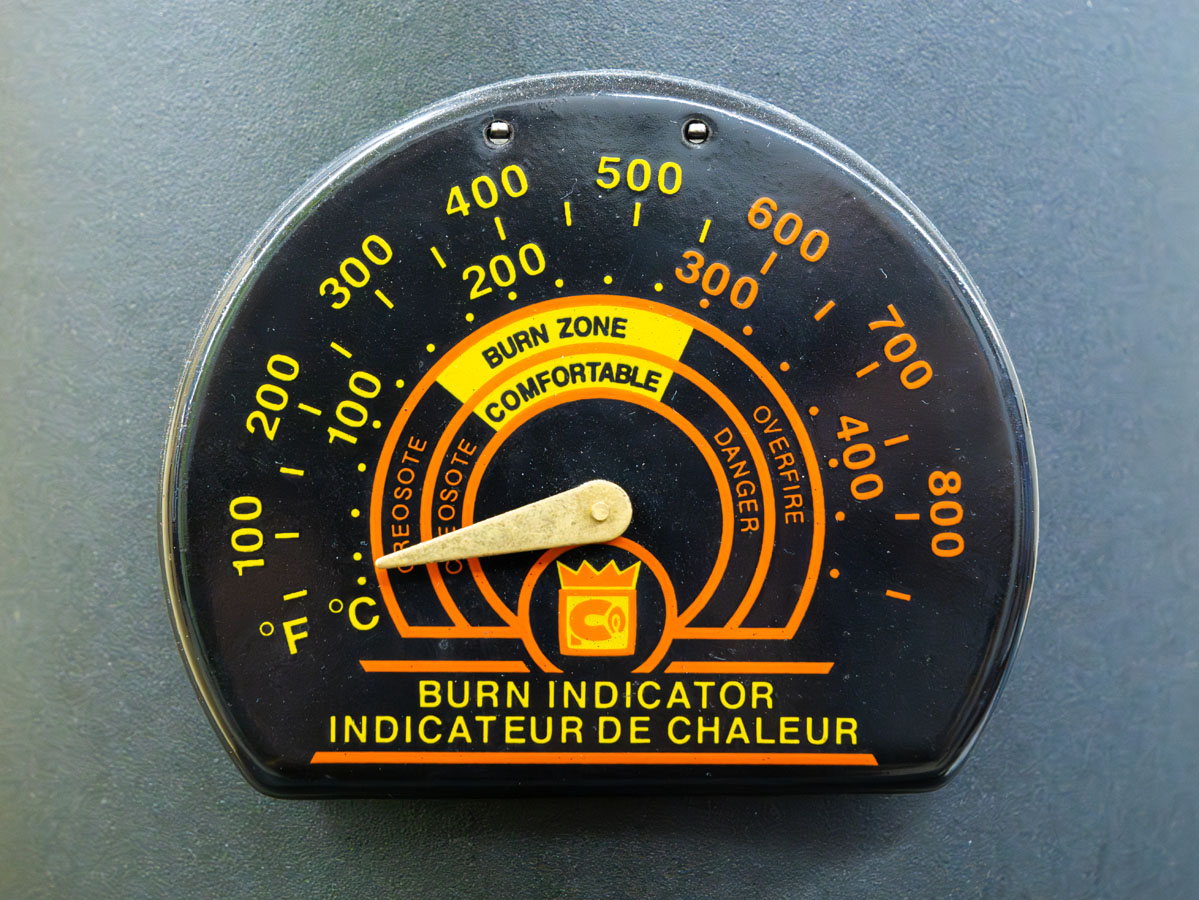 400
500
600
300
200
300
700
200
100
400
800
100
BURN ZONE
COMFORTABLE
CREOSOTE
CREOSOTE
DANGER
OVERFIRE
°F
°C
BURN INDICATOR
INDICATEUR DE CHALEUR